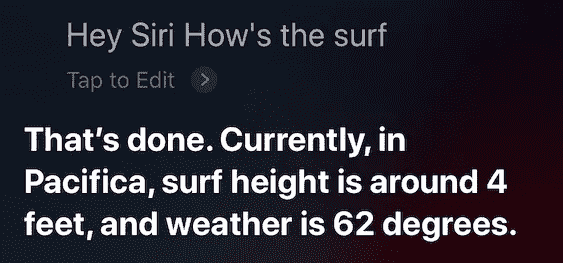 Hey Siri How's the surf
Tap to Edit
That's done. Currently, in
Pacifica, surf height is around 4
feet, and weather is 62 degrees.